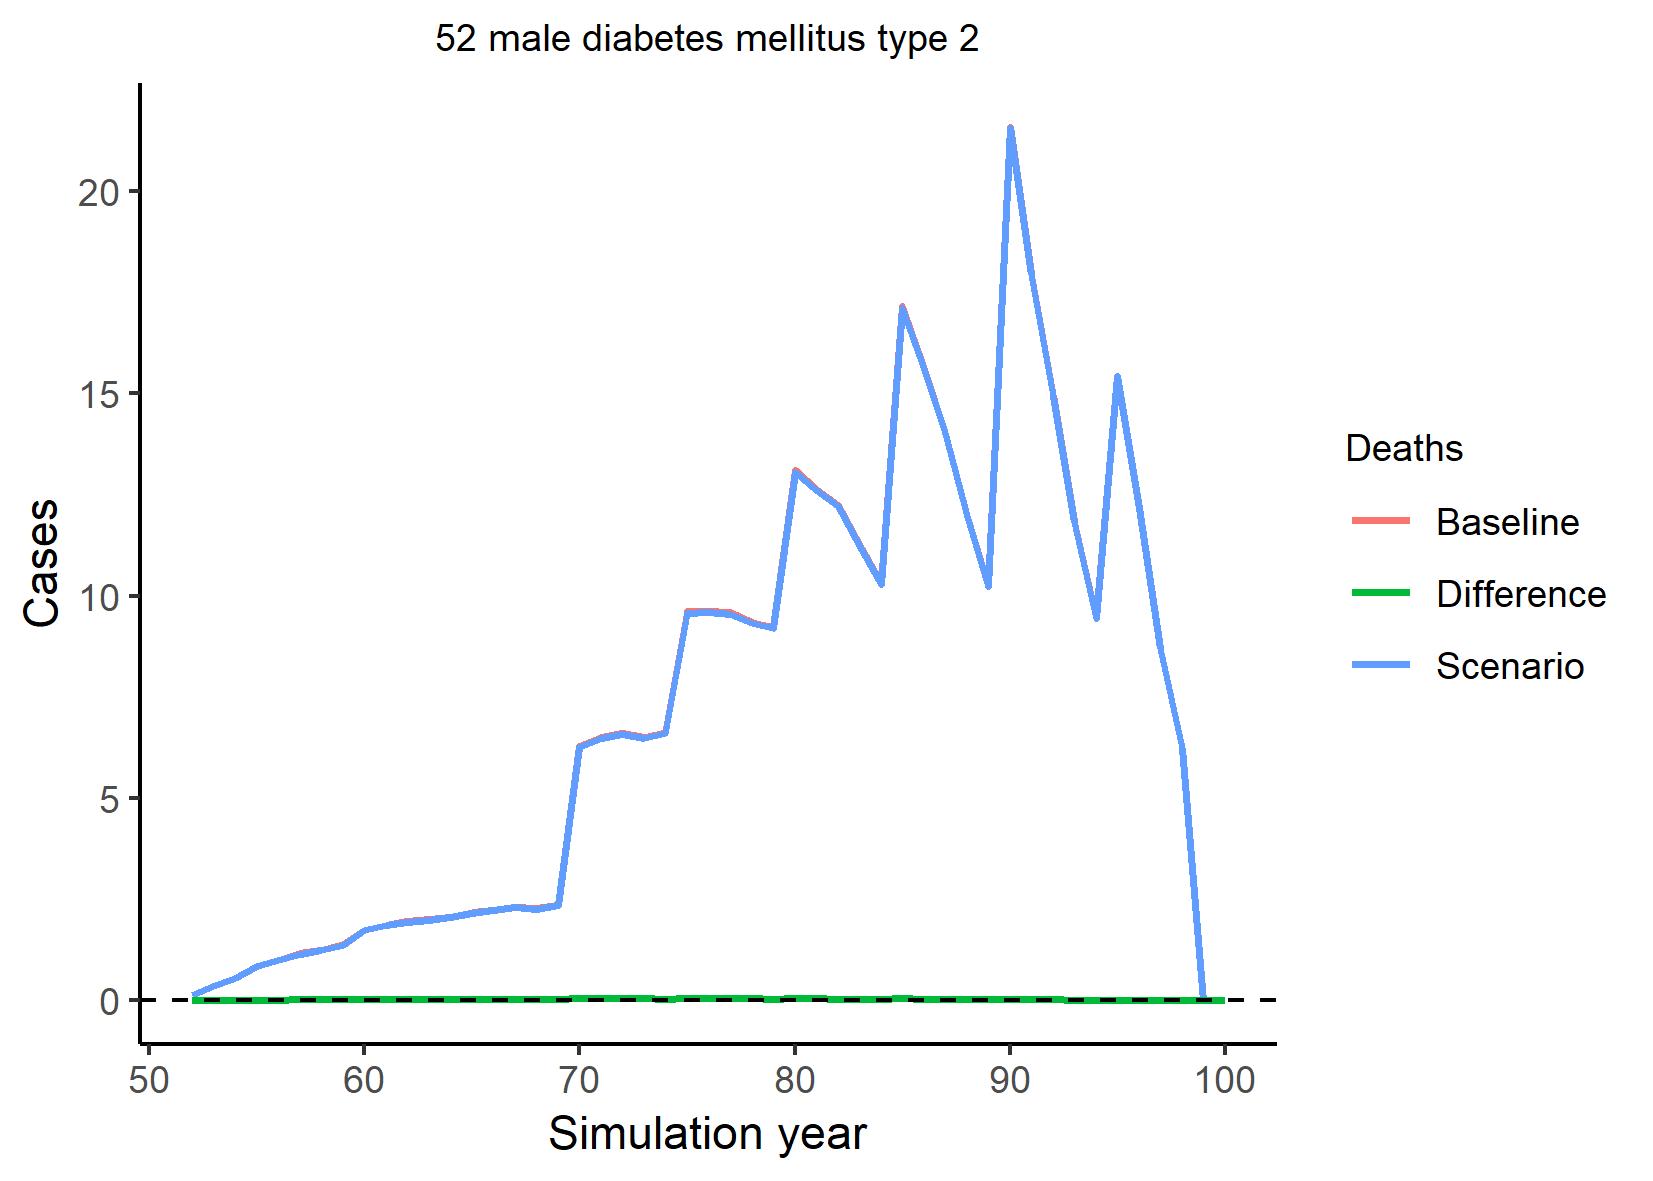 52 male diabetes mellitus type 2
Cases
20
15
10
5
0
50 60 70 80 90 100
Simulation year
Deaths
Baseline
Difference
Scenario